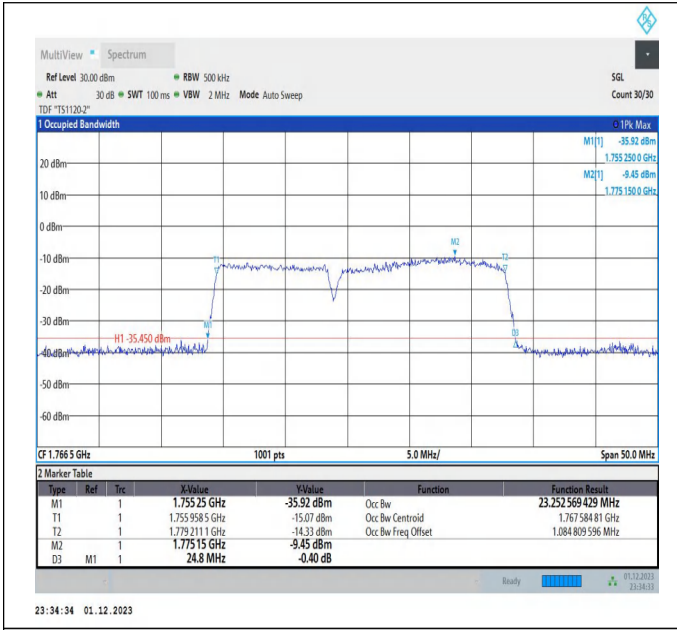 R S
MultiView Spectrum
Ref Level 30.00 dBm RBW 500 kHz SGL
Att 30 dB SWT 100 ms VBW 2 MHz Mode Auto Sweep Count 30/30
TDF "TS1120-2"
1 Occupied Bandwidth 1Pk Max
M1[1] -35.92 dBm
1.755 250 0 GHz
M2[1] -9.45 dBm
1.775 150 0 GHz
20 dBm
10 dBm
0 dBm
M2
-10 dBm
T1 T2
-20 dBm
-30 dBm
M1
D3
H1 -35.450 dBm
-40 dBm
-50 dBm
-60 dBm
CF 1.766 5 GHz 1001 pts 5.0 MHz/ Span 50.0 MHz
2 Marker Table
Type Ref Trc X-Value Y-Value Function Function Result
M1 1 1.755 25 GHz -35.92 dBm Occ Bw 23.252 569 429 MHz
T1 1 1.755 958 5 GHz -15.07 dBm Occ Bw Centroid 1.767 584 81 GHz
T2 1 1.779 211 1 GHz -14.33 dBm Occ Bw Freq Offset 1.084 809 596 MHz
M2 1 1.775 15 GHz -9.45 dBm
D3 M1 1 24.8 MHz -0.40 dB
Ready 01.12.2023
23:34:33
23:34:34 01.12.2023